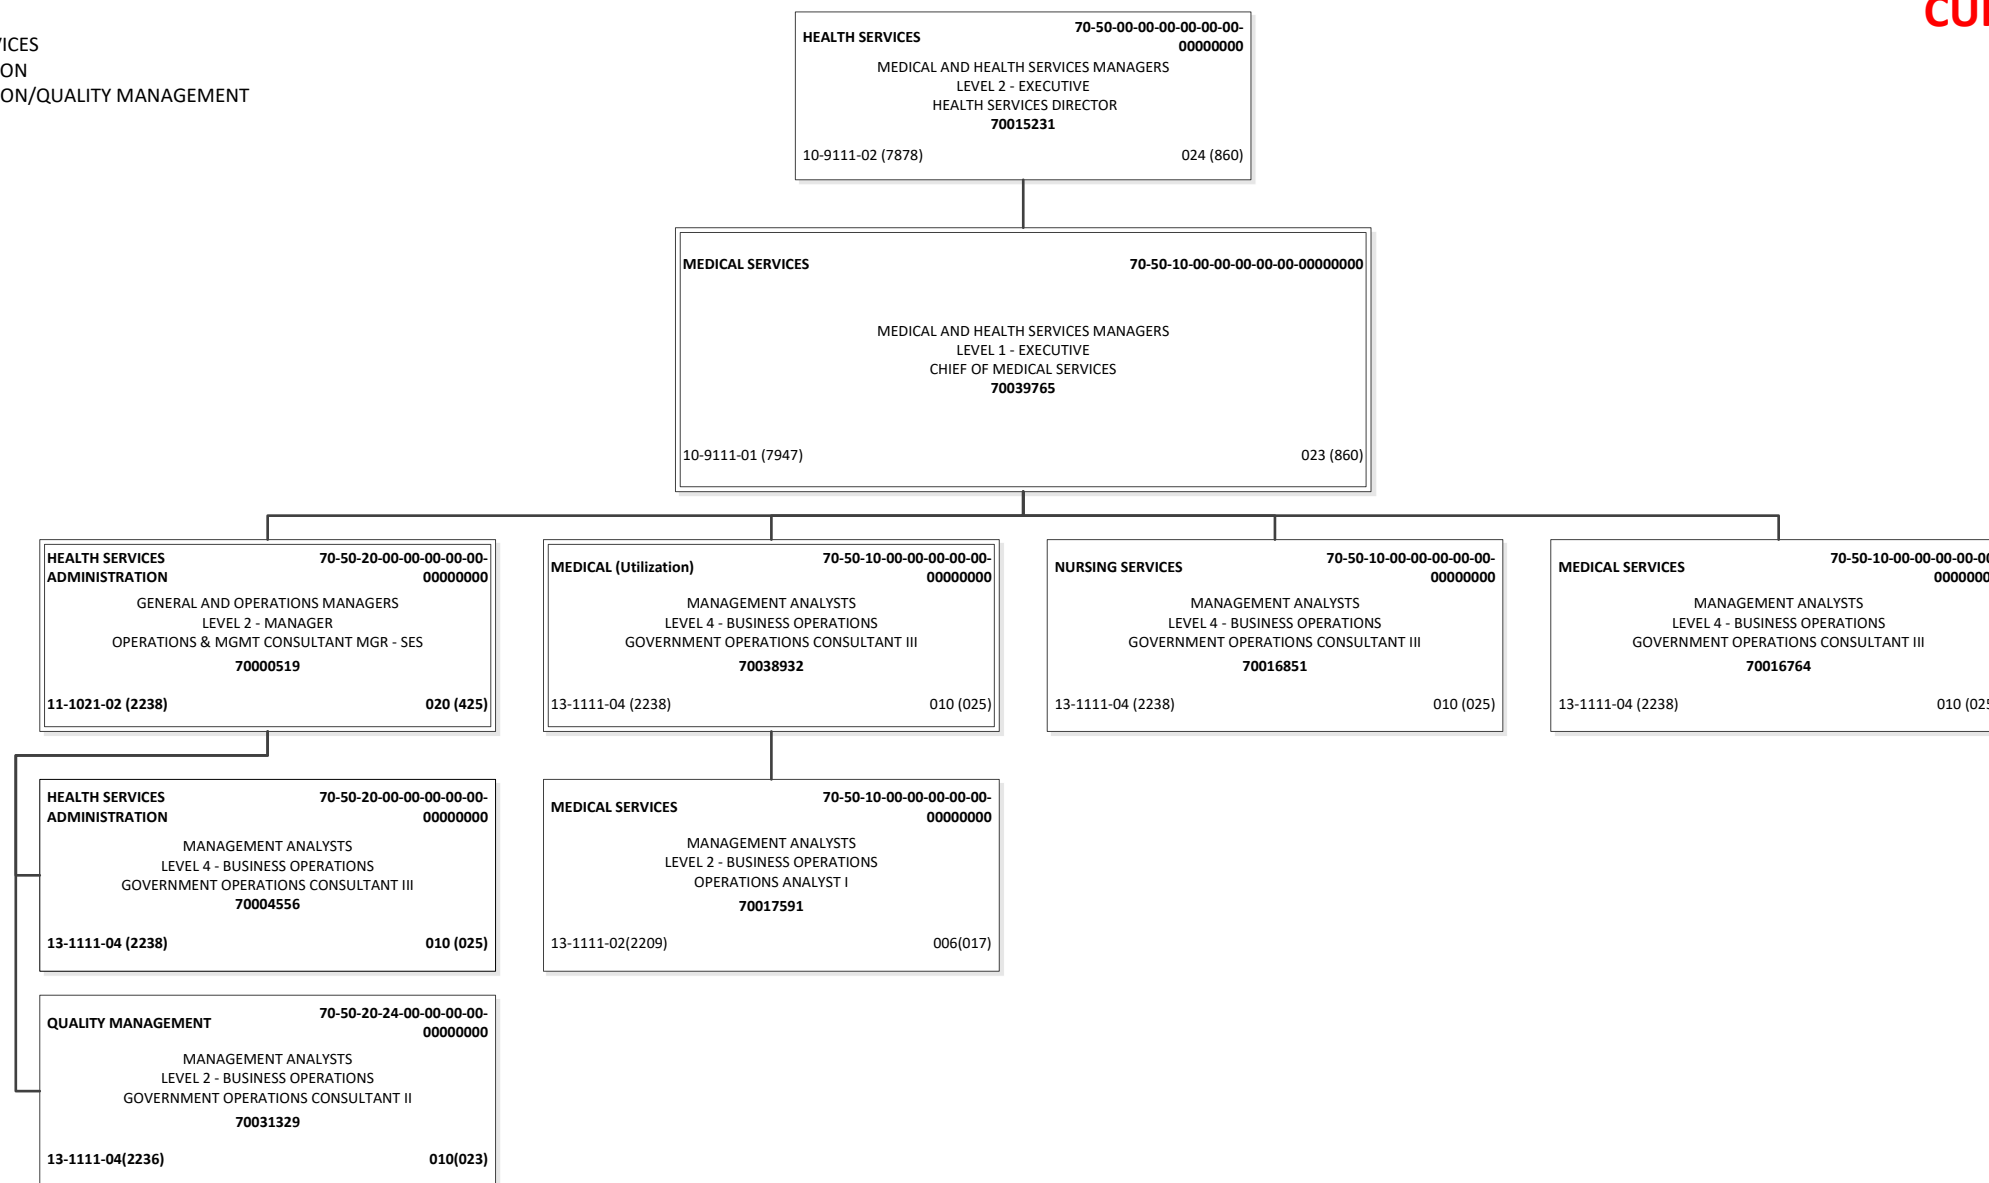 ICES
ON
ON/QUALITY MANAGEMENT
CUI
HEALTH SERVICES
70-50-00-00-00-00-00-00-
00000000
MEDICAL AND HEALTH SERVICES MANAGERS
LEVEL 2 - EXECUTIVE
HEALTH SERVICES DIRECTOR
70015231
10-9111-02 (7878)
024 (860)
MEDICAL SERVICES
70-50-10-00-00-00-00-00-00000000
MEDICAL AND HEALTH SERVICES MANAGERS
LEVEL 1 - EXECUTIVE
CHIEF OF MEDICAL SERVICES
70039765
10-9111-01 (7947)
023 (860)
HEALTH SERVICES
ADMINISTRATION
70-50-20-00-00-00-00-00-
00000000
GENERAL AND OPERATIONS MANAGERS
LEVEL 2 - MANAGER
OPERATIONS & MGMT CONSULTANT MGR - SES
70000519
11-1021-02 (2238)
020 (425)
MEDICAL (Utilization)
70-50-10-00-00-00-00-00-
00000000
MANAGEMENT ANALYSTS
LEVEL 4 - BUSINESS OPERATIONS
GOVERNMENT OPERATIONS CONSULTANT III
70038932
13-1111-04 (2238)
010 (025)
NURSING SERVICES
70-50-10-00-00-00-00-00-
00000000
MANAGEMENT ANALYSTS
LEVEL 4 - BUSINESS OPERATIONS
GOVERNMENT OPERATIONS CONSULTANT III
70016851
13-1111-04 (2238)
010 (025)
MEDICAL SERVICES
70-50-10-00-00-00-00-00
0000000
MANAGEMENT ANALYSTS
LEVEL 4 - BUSINESS OPERATIONS
GOVERNMENT OPERATIONS CONSULTANT III
70016764
13-1111-04 (2238)
010 (025
HEALTH SERVICES
ADMINISTRATION
70-50-20-00-00-00-00-00-
00000000
MANAGEMENT ANALYSTS
LEVEL 4 - BUSINESS OPERATIONS
GOVERNMENT OPERATIONS CONSULTANT III
70004556
13-1111-04 (2238)
010 (025)
MEDICAL SERVICES
70-50-10-00-00-00-00-00-
00000000
MANAGEMENT ANALYSTS
LEVEL 2 - BUSINESS OPERATIONS
OPERATIONS ANALYST I
70017591
13-1111-02(2209)
006(017)
QUALITY MANAGEMENT
70-50-20-24-00-00-00-00-
00000000
MANAGEMENT ANALYSTS
LEVEL 2 - BUSINESS OPERATIONS
GOVERNMENT OPERATIONS CONSULTANT II
70031329
13-1111-04(2236)
010(023)